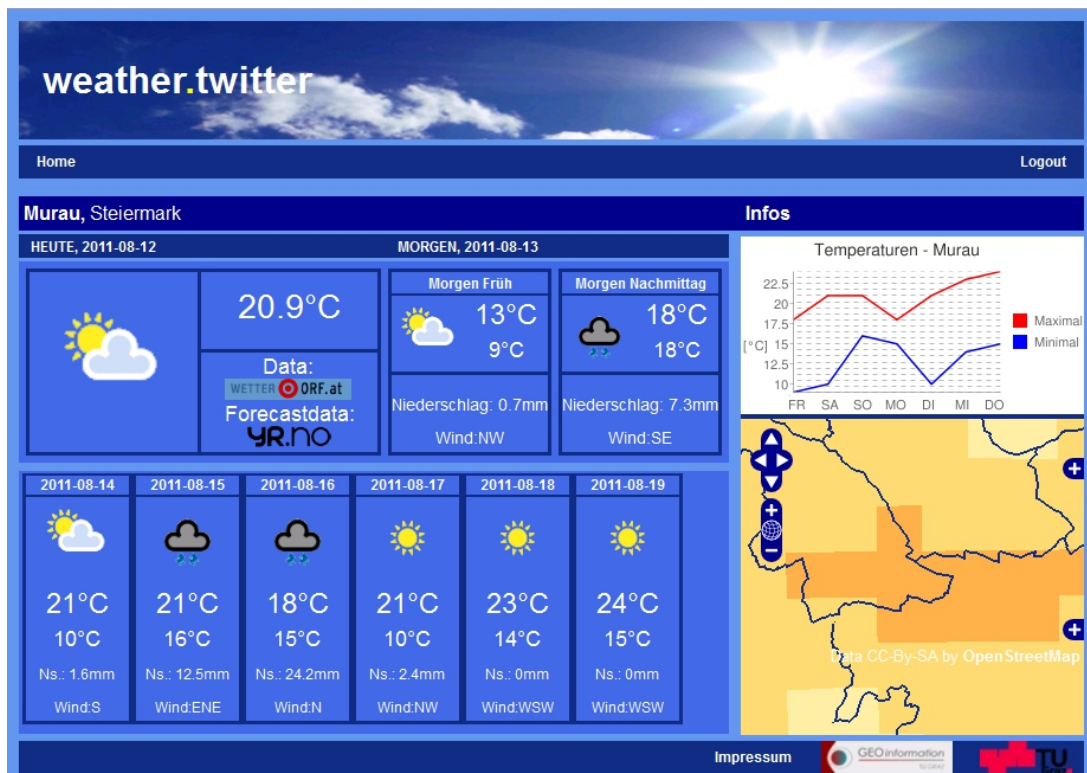 weather.twitter
Home
Logout
Murau, Steiermark
Infos
HEUTE, 2011-08-12
MORGEN, 2011-08-13
20.9°C
Data:
WETTER ORF.at
Forecastdata:
YR.NO
Morgen Früh
13°C
9°C
Niederschlag: 0.7mm
Wind:NW
Morgen Nachmittag
18°C
18°C
Niederschlag: 7.3mm
Wind:SE
Temperaturen - Murau
22.5
20
17.5
[°C] 15
12.5
10
FR SA SO MO DI MI DO
Maximal
Minimal
2011-08-14 2011-08-15 2011-08-16 2011-08-17 2011-08-18 2011-08-19
21°C 21°C 18°C 21°C 23°C 24°C
10°C 16°C 15°C 10°C 14°C 15°C
Ns.: 1.6mm Ns.: 12.5mm Ns.: 24.2mm Ns.: 2.4mm Ns.: 0mm Ns.: 0mm
Wind:S Wind:ENE Wind:N Wind:NW Wind:WSW Wind:WSW
Data CC-By-SA by OpenStreetMap
Impressum
GEOinformation
TU GRAZ
TU
Graz